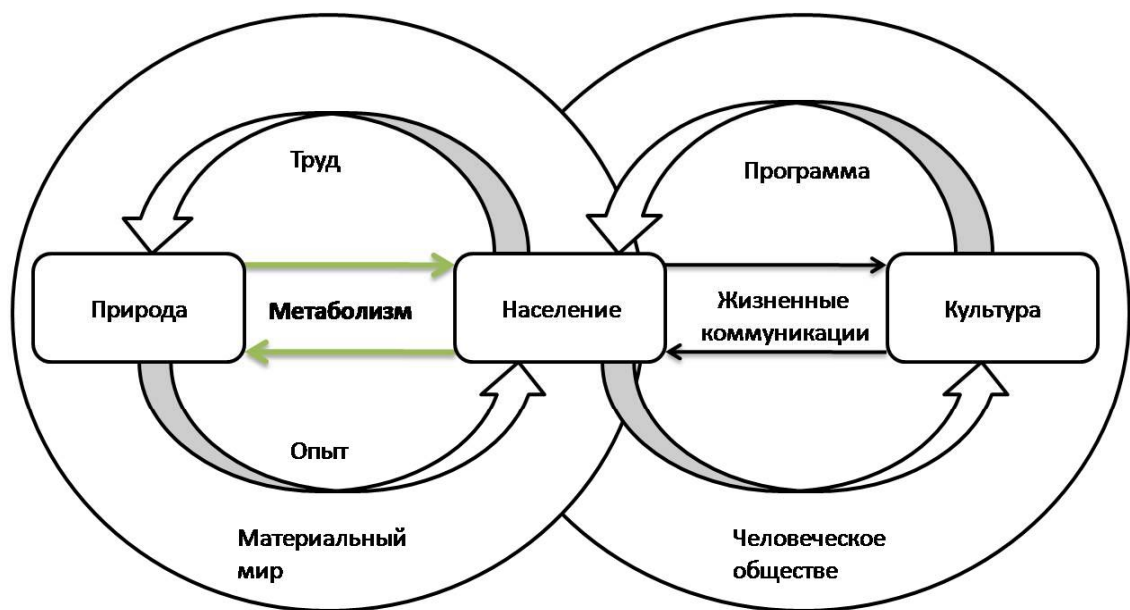 Труд
Программа
Природа
Метаболизм
Население
Жизненные
коммуникации
Культура
Опыт
Материальный
мир
Человеческое
обществе